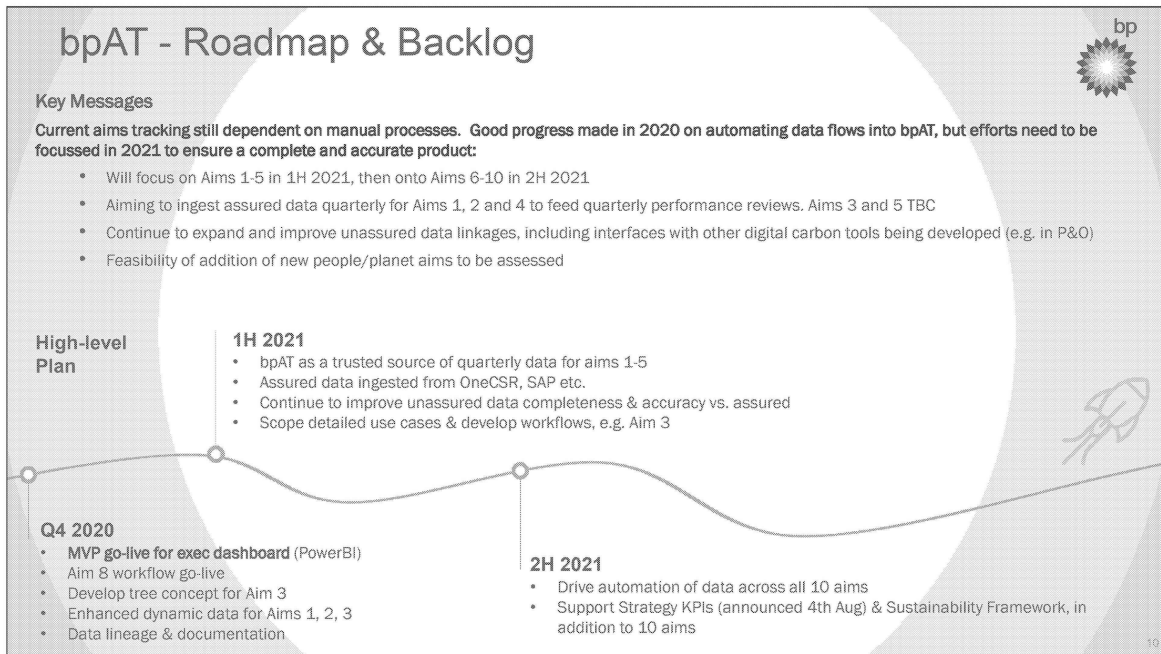 bpAT - Roadmap & Backlog
bp
Key Messages
Current aims tracking still dependent on manual processes. Good progress made in 2020 on automating data flows into bpAT, but efforts need to be
focussed in 2021 to ensure a complete and accurate product:
• Will focus on Aims 1-5 in 1H 2021, then onto Aims 6-10 in 2H 2021
• Aiming to ingest assured data quarterly for Aims 1, 2 and 4 to feed quarterly performance reviews. Aims 3 and 5 TBC
• Continue to expand and improve unassured data linkages, including interfaces with other digital carbon tools being developed (e.g. in P&O)
• Feasibility of addition of new people/planet aims to be assessed
High-level
Plan
1H 2021
• bpAT as a trusted source of quarterly data for aims 1-5
• Assured data ingested from OneCSR, SAP etc.
• Continue to improve unassured data completeness & accuracy vs. assured
• Scope detailed use cases & develop workflows, e.g. Aim 3
Q4 2020
• MVP go-live for exec dashboard (PowerBI)
• Aim 8 workflow go-live
• Develop tree concept for Aim 3
• Enhanced dynamic data for Aims 1, 2, 3
• Data lineage & documentation
2H 2021
• Drive automation of data across all 10 aims
• Support Strategy KPIs (announced 4th Aug) & Sustainability Framework, in
addition to 10 aims
10